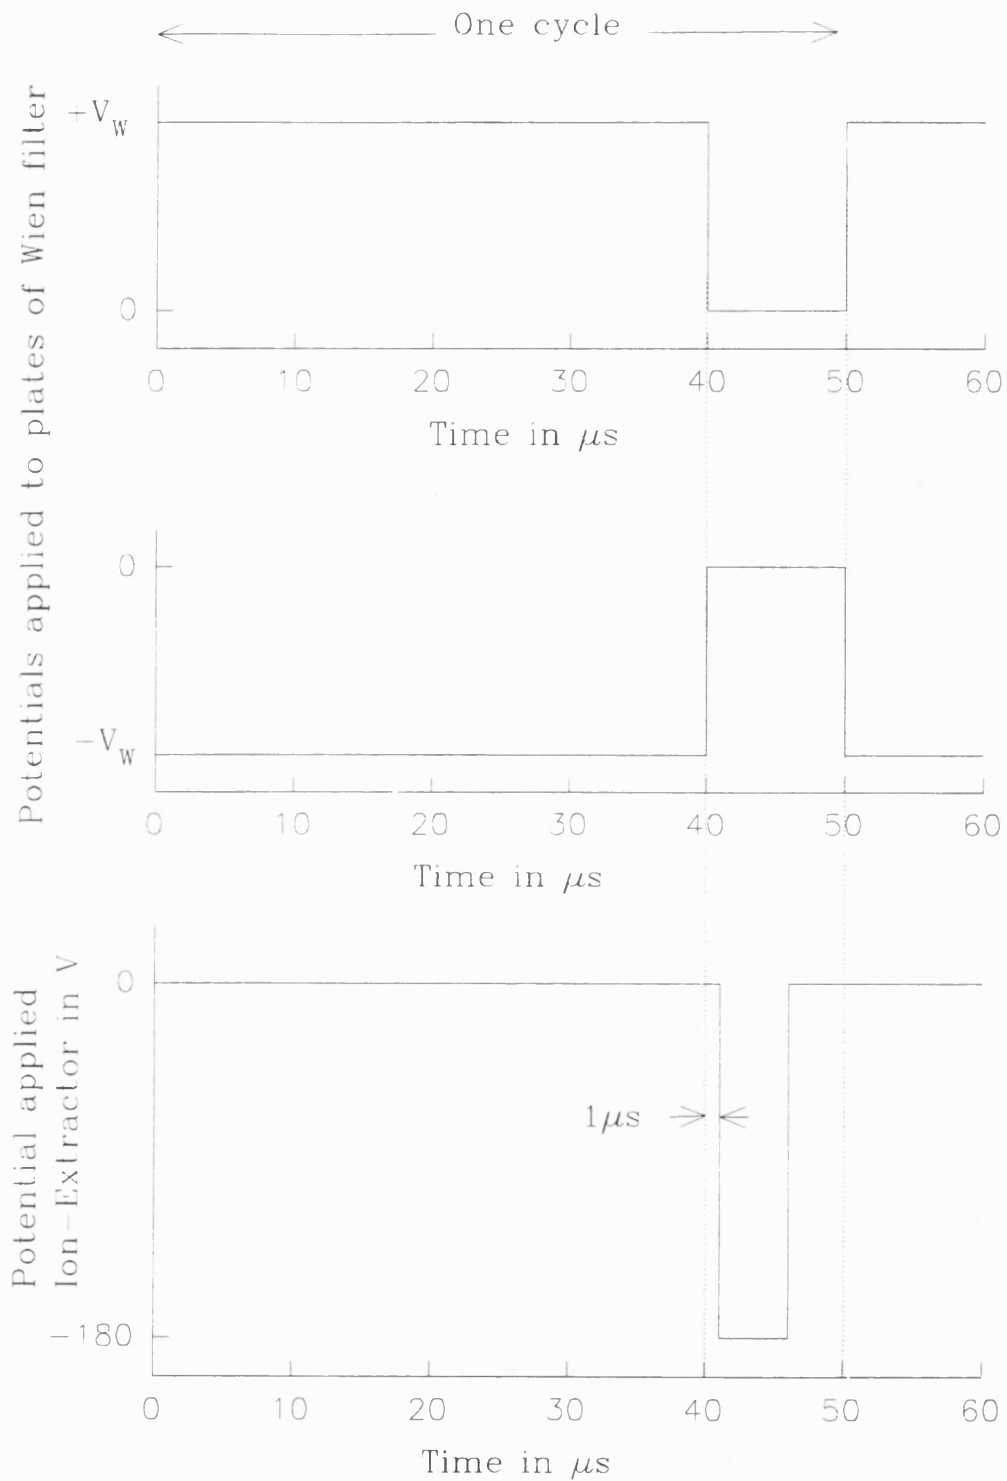 One cycle
Potentials applied to plates of Wien filter
+V_W
0
0 10 20 30 40 50 60
Time in μs
0
−V_W
0 10 20 30 40 50 60
Time in μs
Potential applied
Ion-Extractor in V
0
1μs
−180
0 10 20 30 40 50 60
Time in μs